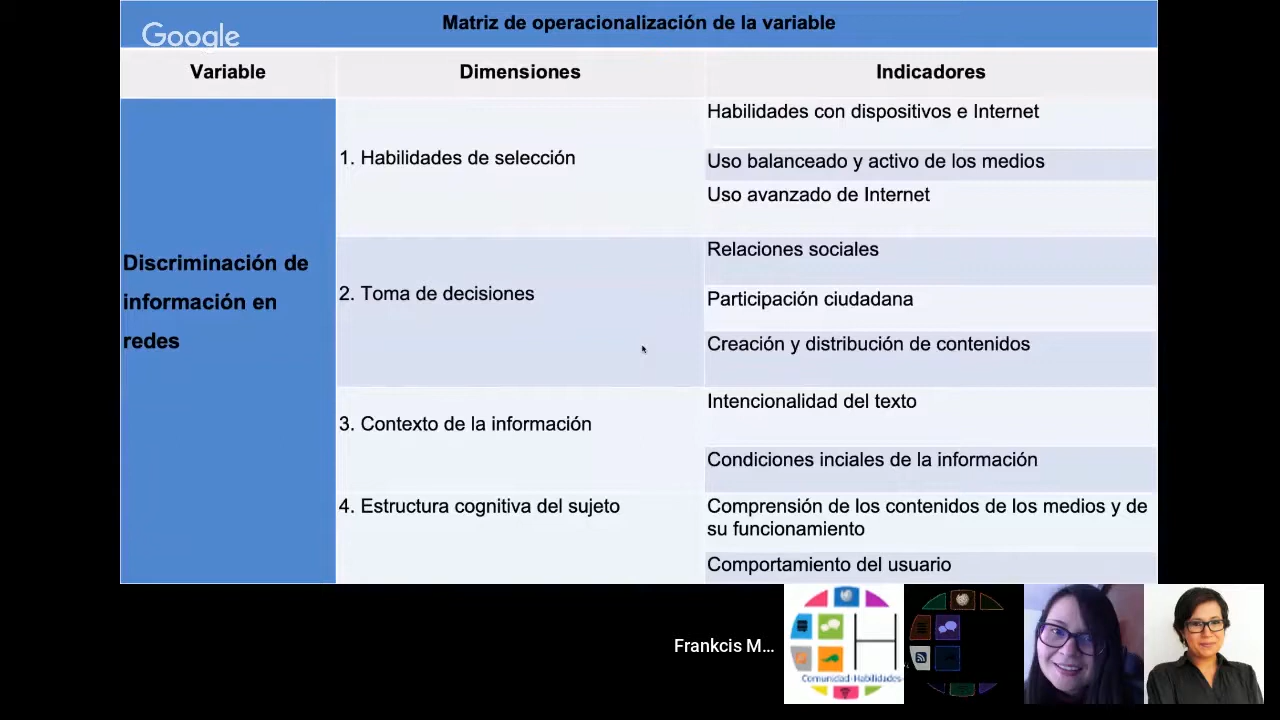 Google
Matriz de operacionalización de la variable
Variable
Dimensiones
Indicadores
Discriminación de
información en
redes
1. Habilidades de selección
Habilidades con dispositivos e Internet
Uso balanceado y activo de los medios
Uso avanzado de Internet
2. Toma de decisiones
Relaciones sociales
Participación ciudadana
Creación y distribución de contenidos
3. Contexto de la información
Intencionalidad del texto
Condiciones inciales de la información
4. Estructura cognitiva del sujeto
Comprensión de los contenidos de los medios y de
su funcionamiento
Comportamiento del usuario
Frankcis M...
H
Comunidad Habilidades